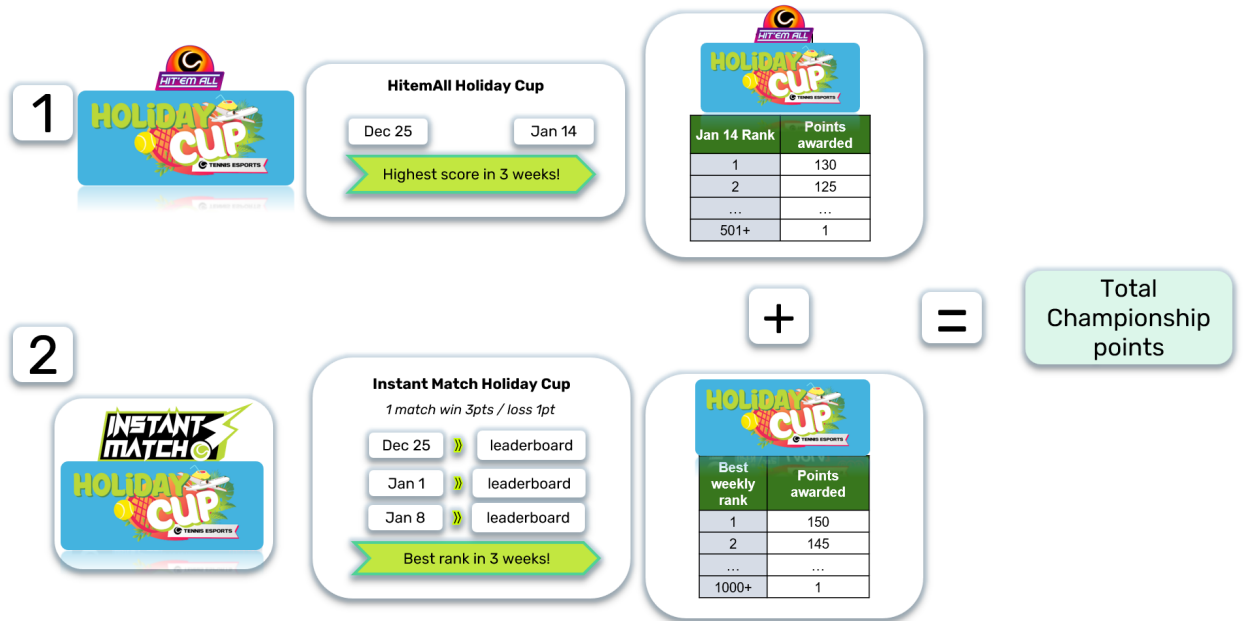 1
HIT'EM ALL
HOLiDAY
CUP
TENNIS ESPORTS
HitemAll Holiday Cup
Dec 25
Jan 14
Highest score in 3 weeks!
HIT'EM ALL
HOLiDAY
CUP
TENNIS ESPORTS
Jan 14 Rank Points awarded
1 130
2 125
... ...
501+ 1
+
=
Total
Championship
points
2
INSTANT
MATCH
HOLiDAY
CUP
TENNIS ESPORTS
Instant Match Holiday Cup
1 match win 3pts / loss 1pt
Dec 25 » leaderboard
Jan 1 » leaderboard
Jan 8 » leaderboard
Best rank in 3 weeks!
HOLiDAY
CUP
TENNIS ESPORTS
Best weekly rank Points awarded
1 150
2 145
... ...
1000+ 1